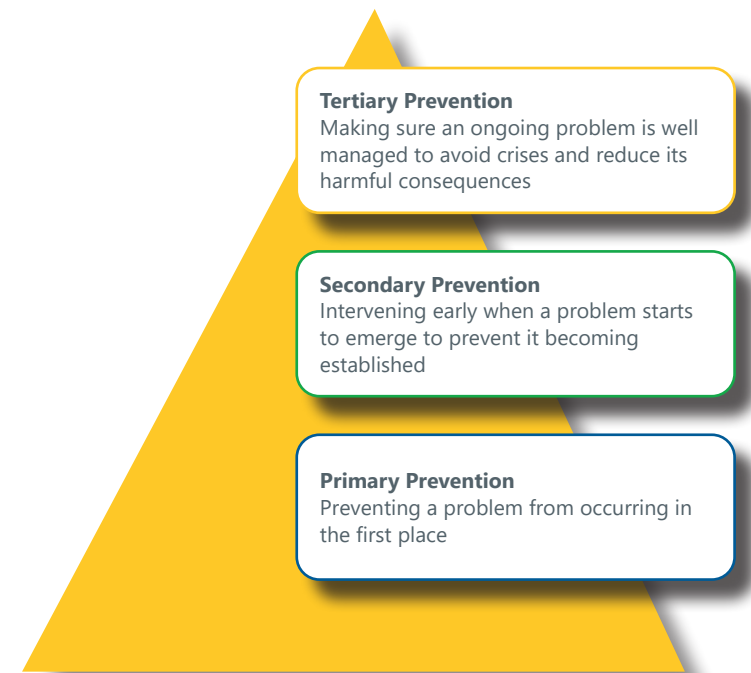 Tertiary Prevention
Making sure an ongoing problem is well
managed to avoid crises and reduce its
harmful consequences
Secondary Prevention
Intervening early when a problem starts
to emerge to prevent it becoming
established
Primary Prevention
Preventing a problem from occurring in
the first place